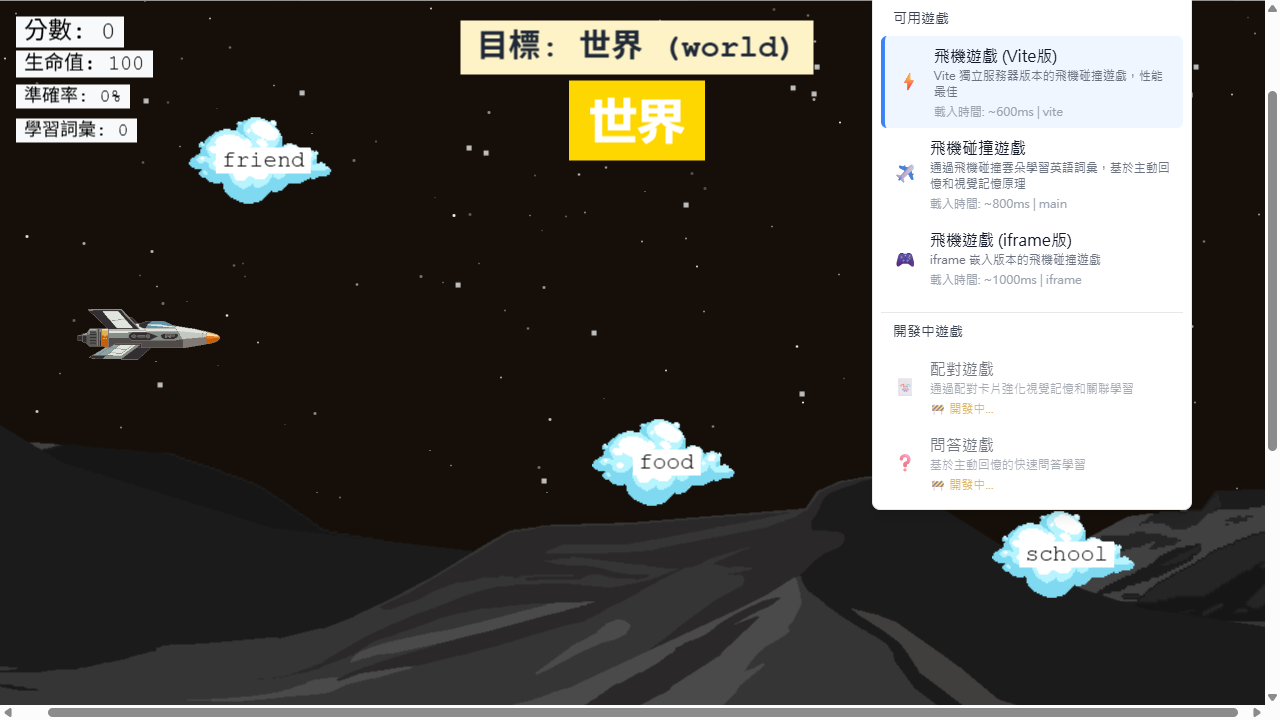 分數: 0
生命值: 100
準確率: 0%
學習詞彙: 0
目標: 世界 (world)
世界
friend
food
school
可用遊戲
飛機遊戲 (Vite版)
Vite 獨立服務器版本的飛機碰撞遊戲，性能
最佳
載入時間: ~600ms | vite
飛機碰撞遊戲
通過飛機碰撞雲朵學習英語詞彙，基於主動回
憶和視覺記憶原理
載入時間: ~800ms | main
飛機遊戲 (iframe版)
iframe 嵌入版本的飛機碰撞遊戲
載入時間: ~1000ms | iframe
開發中遊戲
配對遊戲
通過配對卡片強化視覺記憶和關聯學習
開發中...
問答遊戲
基於主動回憶的快速問答學習
開發中...